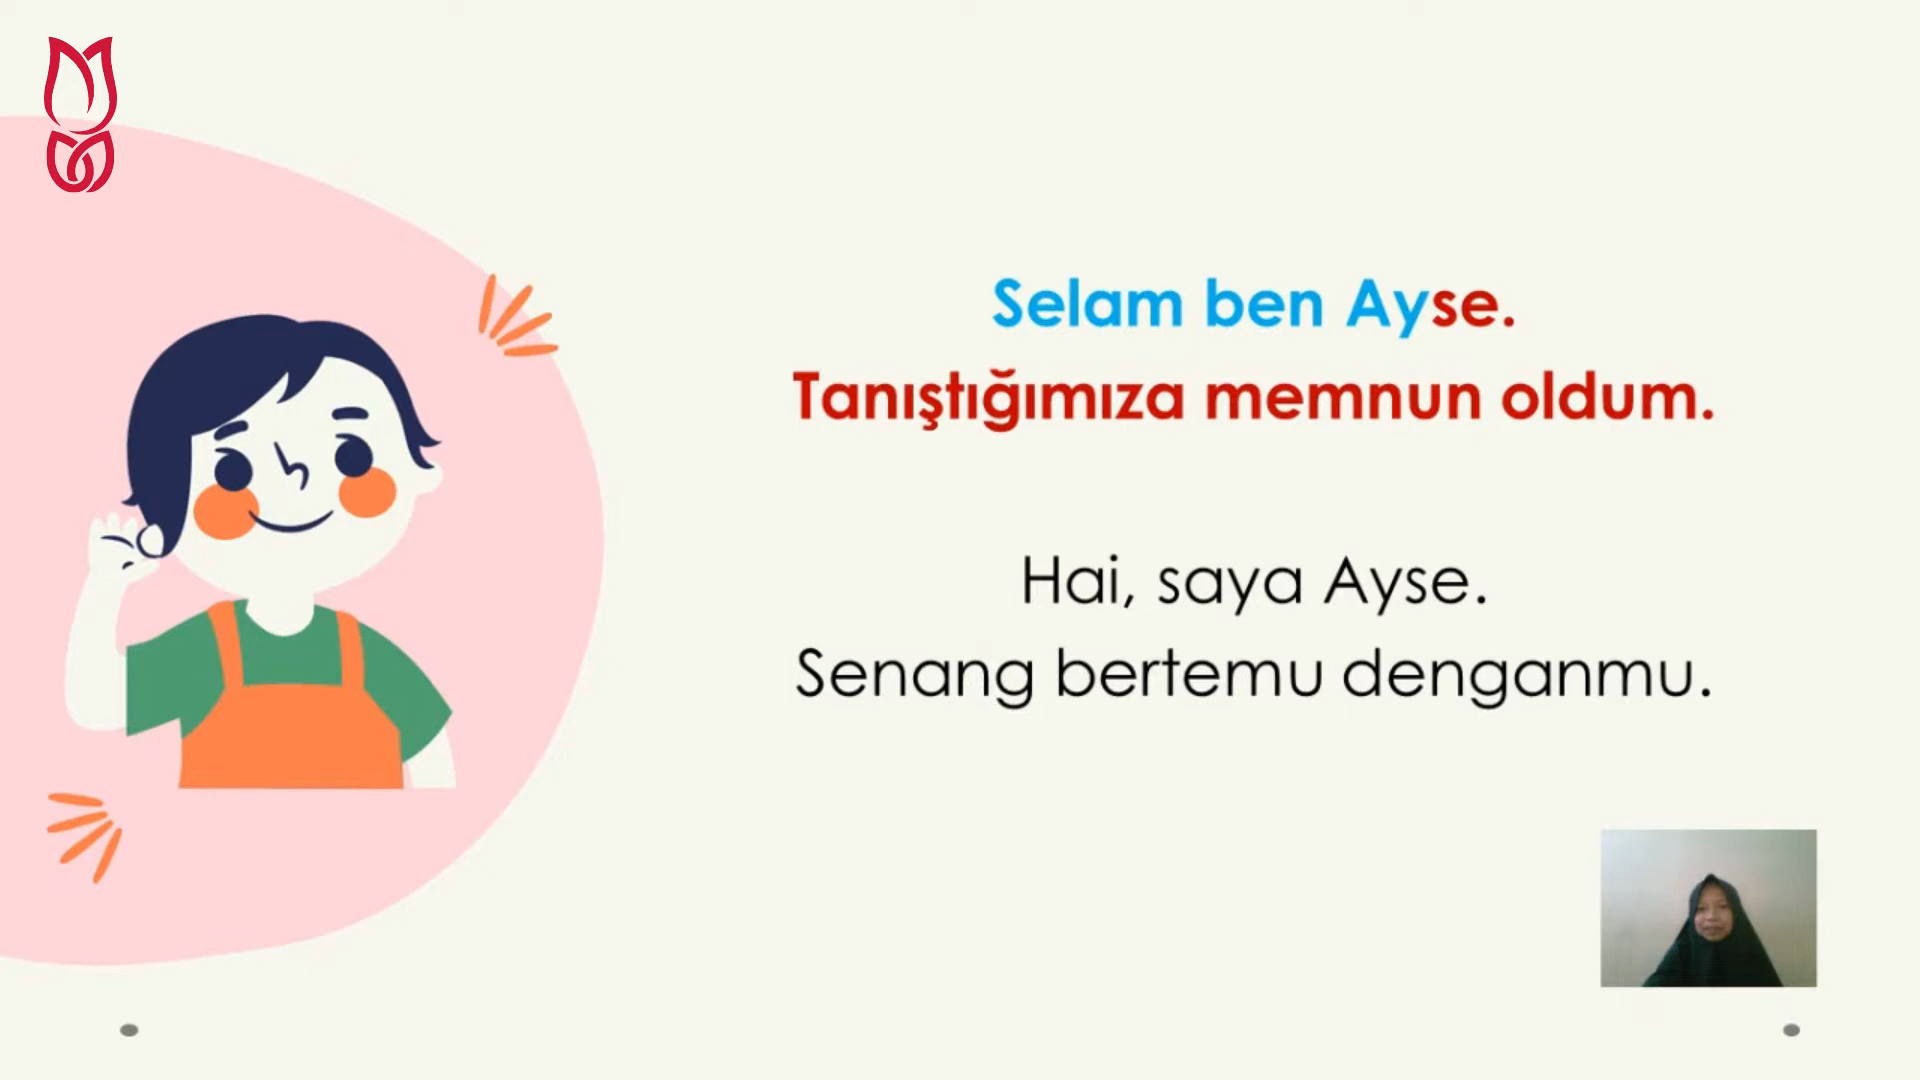 Selam ben Ayse.
Tanıştığımıza memnun oldum.
Hai, saya Ayse.
Senang bertemu denganmu.